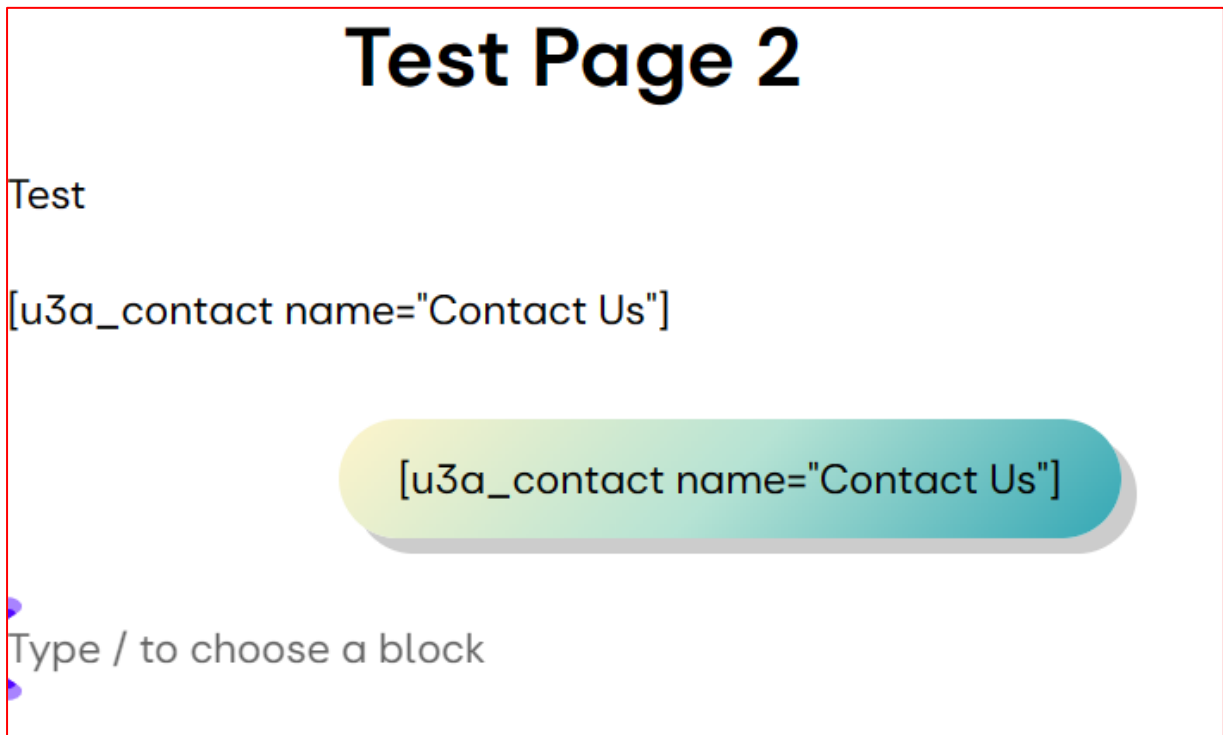 Test Page 2
Test
[u3a_contact name="Contact Us"]
[u3a_contact name="Contact Us"]
Type / to choose a block